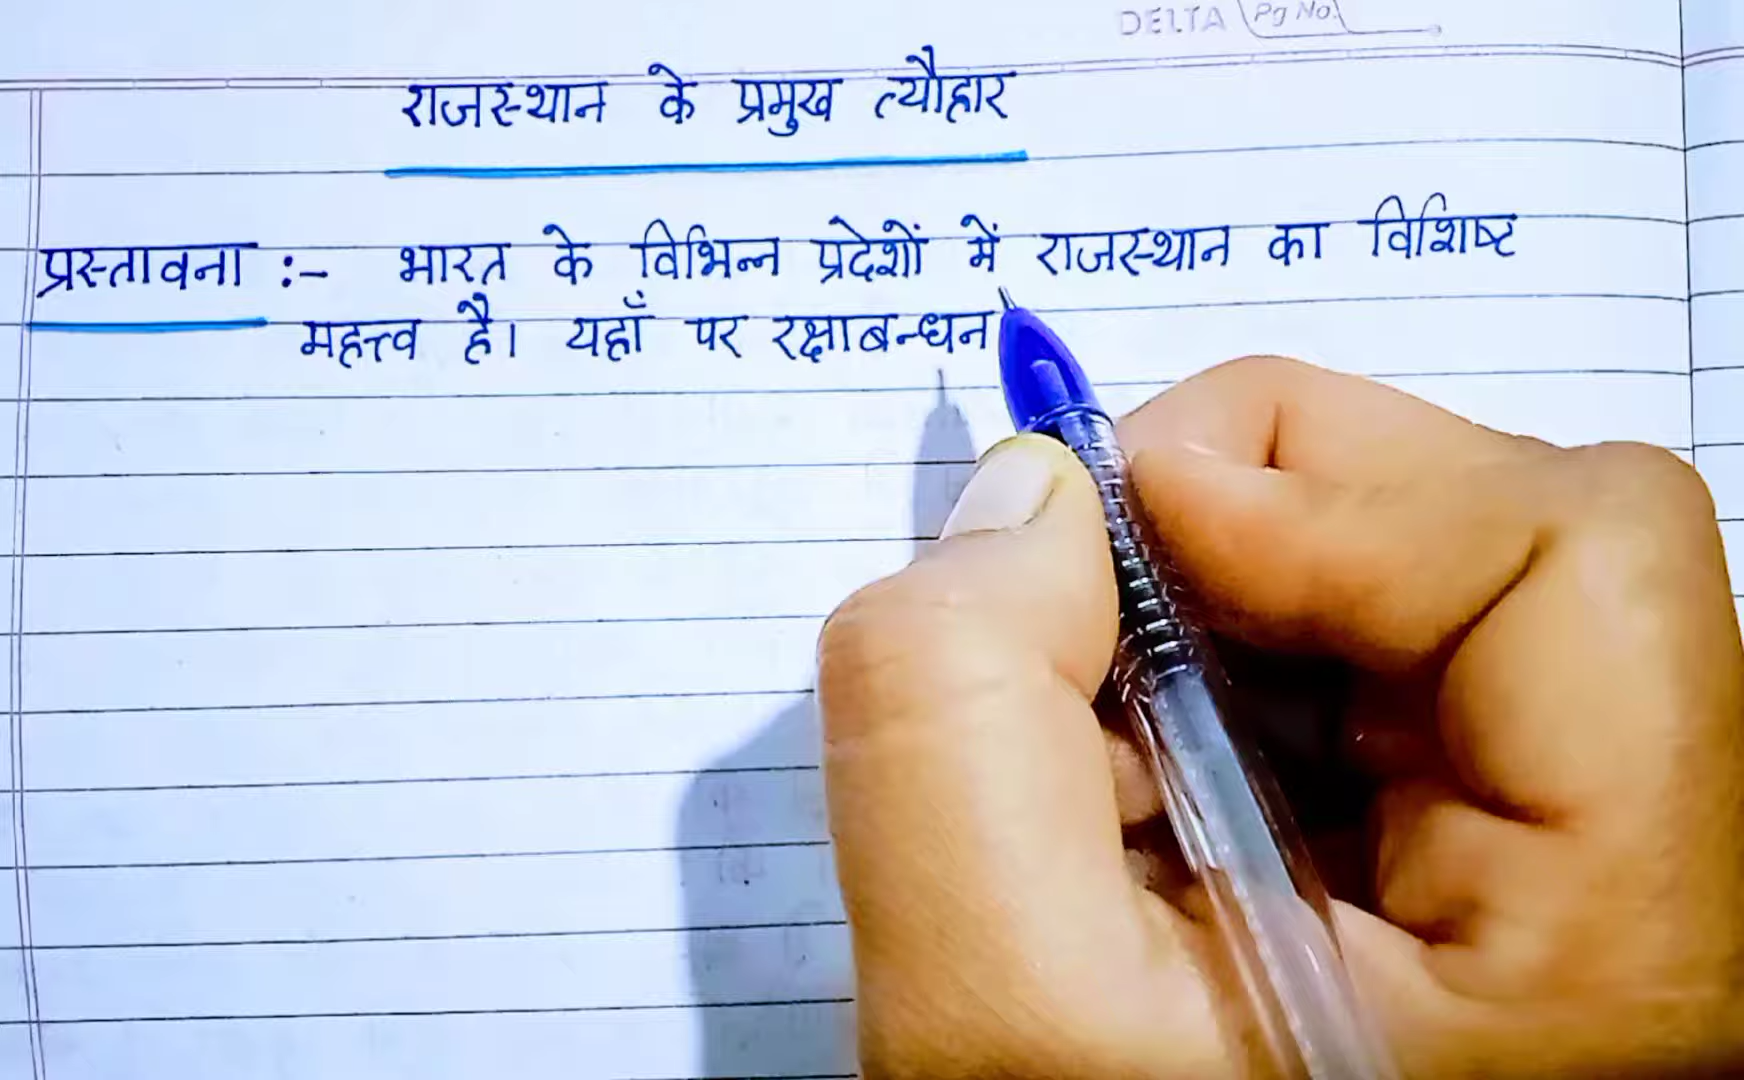 DELTA Pg No.
राजस्थान के प्रमुख त्यौहार
प्रस्तावना :- भारत के विभिन्न प्रदेशों में राजस्थान का विशिष्ट
महत्त्व है। यहाँ पर रक्षाबन्धन